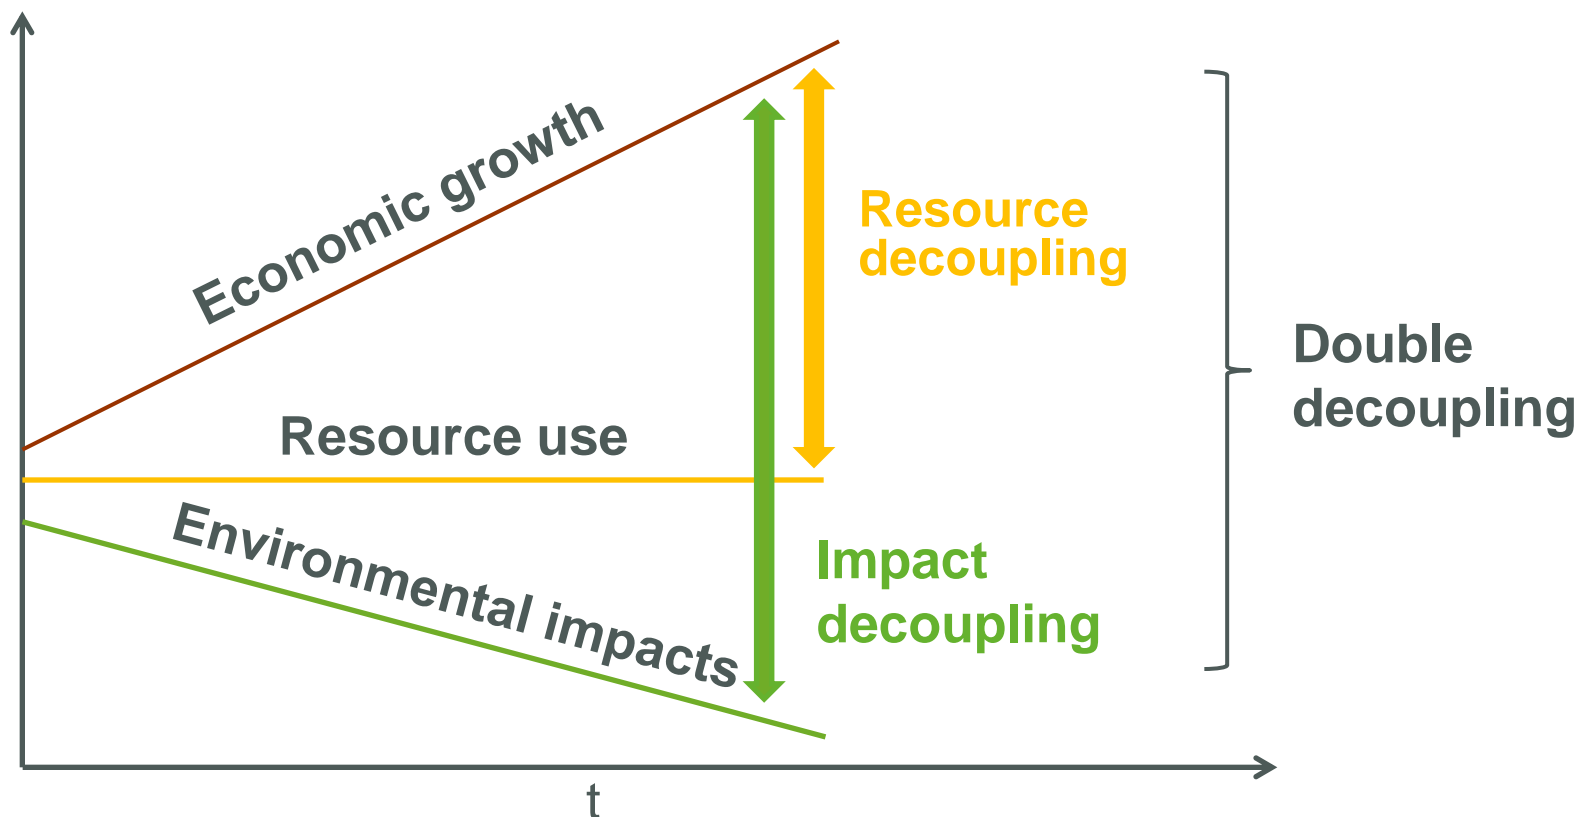 Economic growth
Resource
decoupling
Double
decoupling
Resource use
Environmental impacts
Impact
decoupling
t